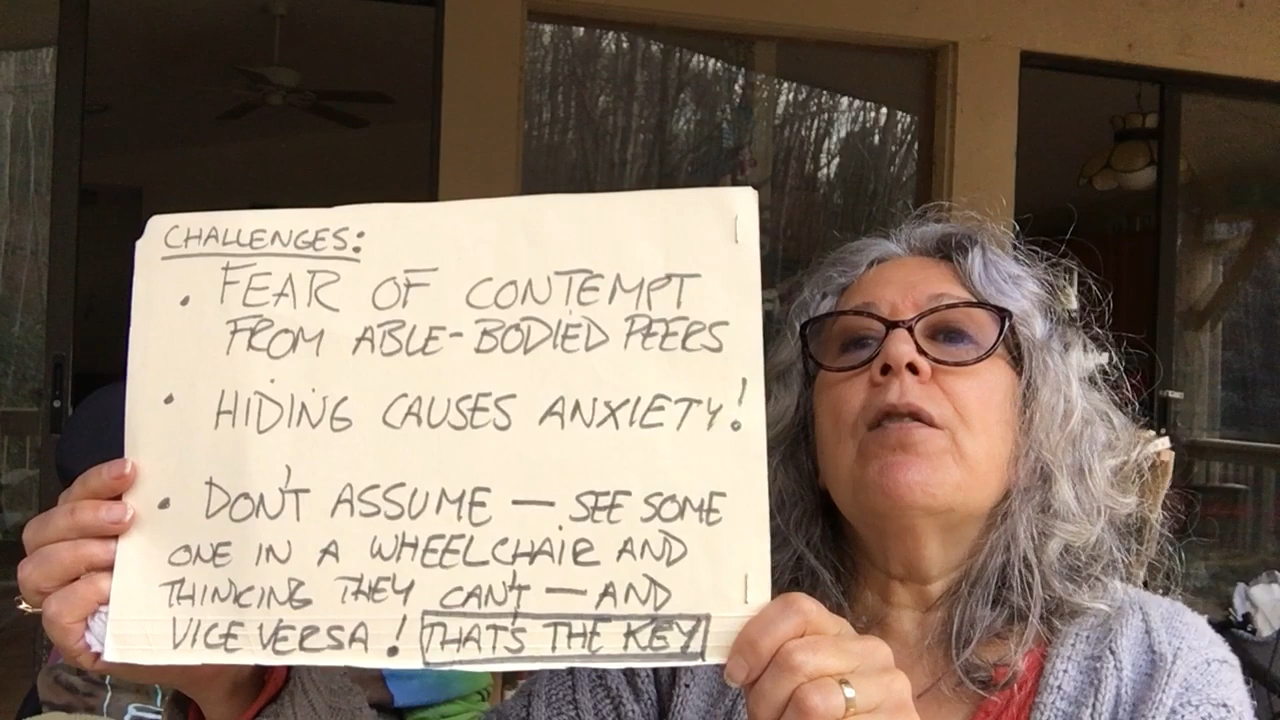 CHALLENGES:
• FEAR OF CONTEMPT
FROM ABLE-BODIED PEERS
• HIDING CAUSES ANXIETY!
• DON'T ASSUME — SEE SOME
ONE IN A WHEELCHAIR AND
THINKING THEY CAN'T — AND
VICE VERSA! THAT'S THE KEY